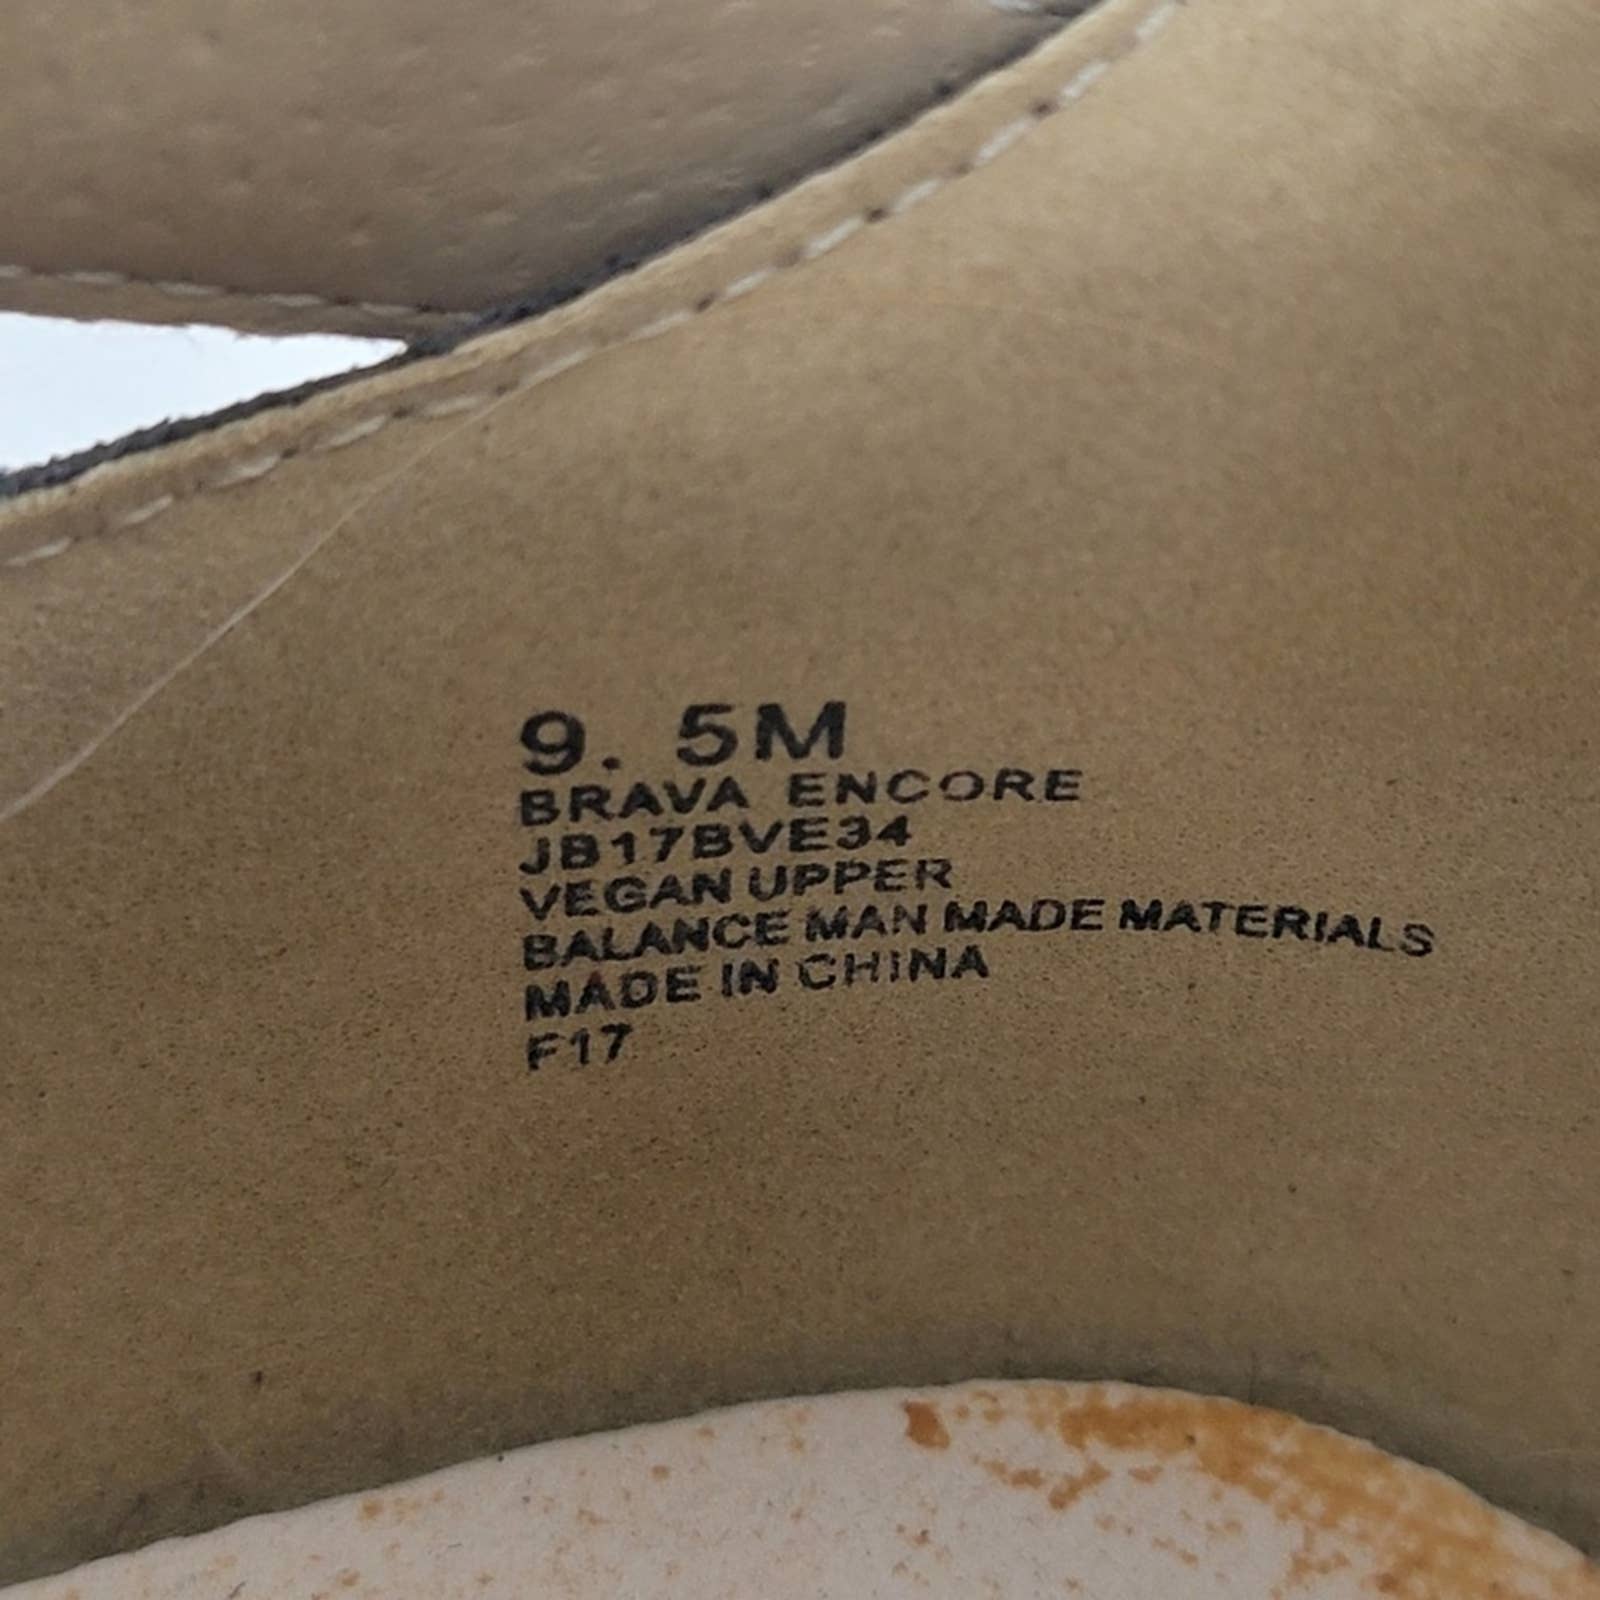 9. 5M
BRAVA ENCORE
JB17BVE34
VEGAN UPPER
BALANCE MAN MADE MATERIALS
MADE IN CHINA
F17